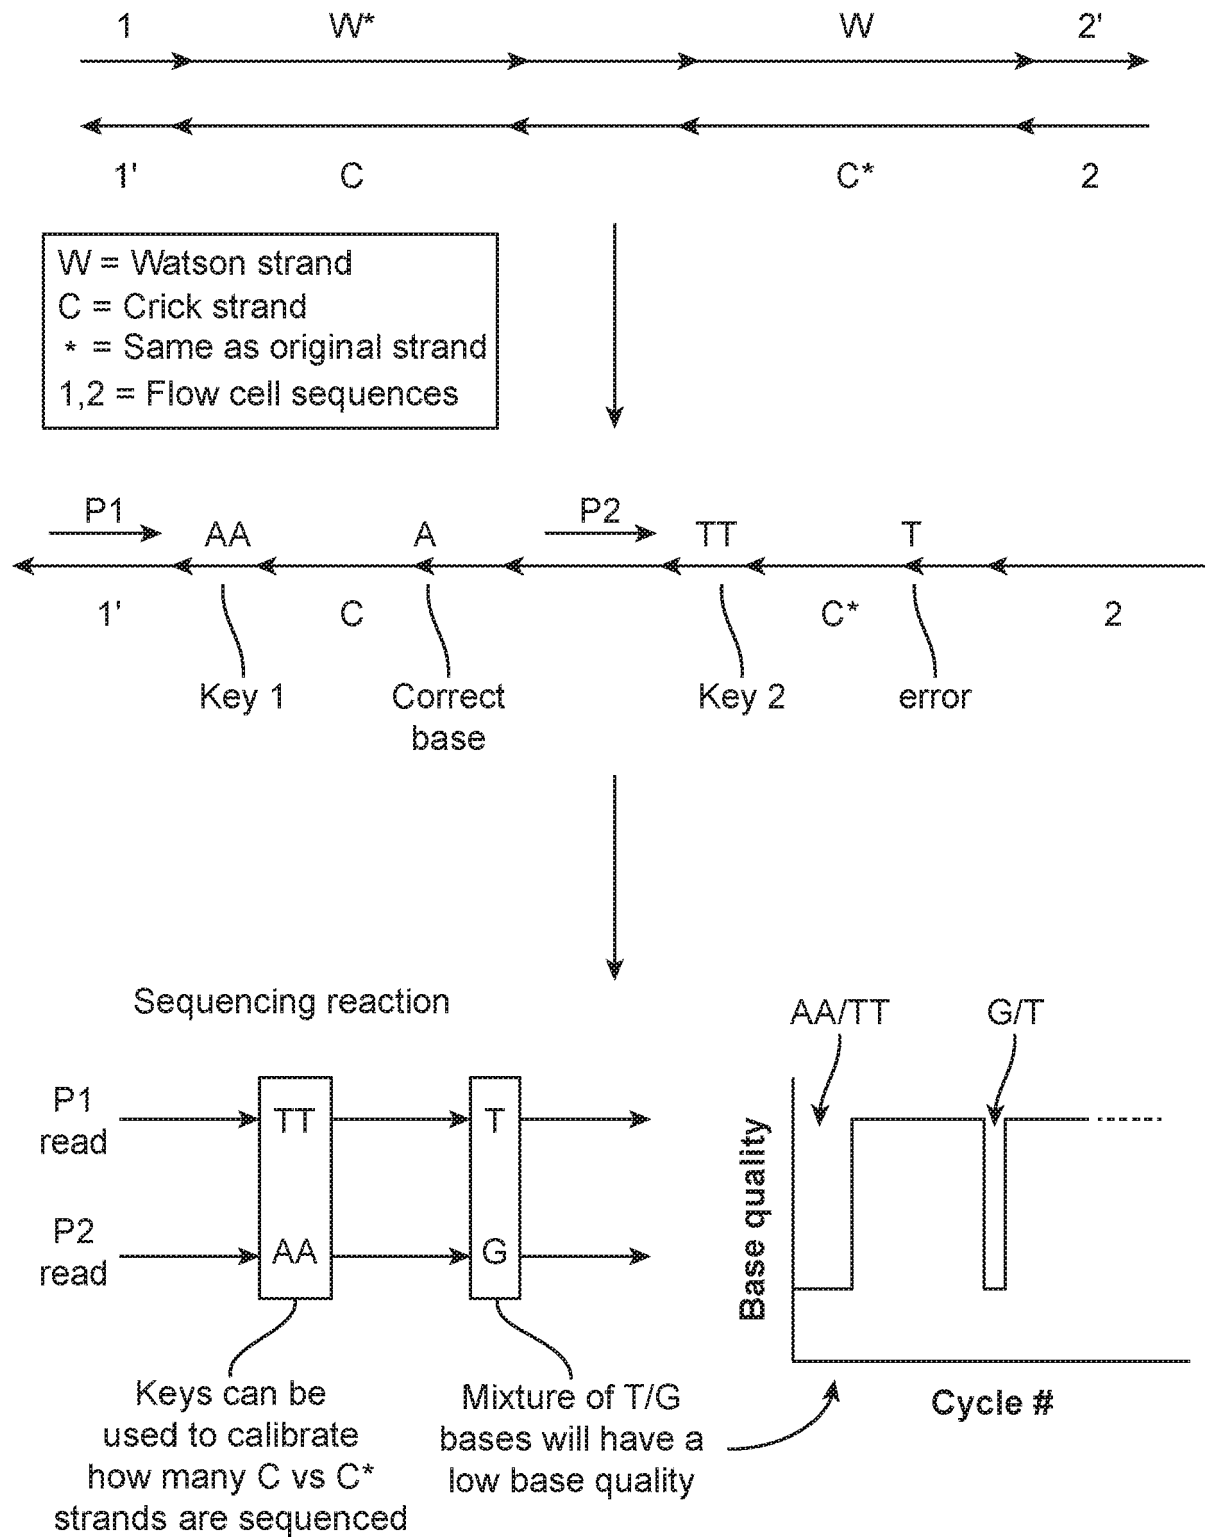 1 W* W 2'
1' C C* 2
W = Watson strand
C = Crick strand
* = Same as original strand
1,2 = Flow cell sequences
P1 AA A P2 TT T
1' C C* 2
Key 1 Correct Key 2 error
base
Sequencing reaction
AA/TT G/T
P1
read
TT T
P2
read
AA G
Base quality
Cycle #
Keys can be
used to calibrate
how many C vs C*
strands are sequenced
Mixture of T/G
bases will have a
low base quality